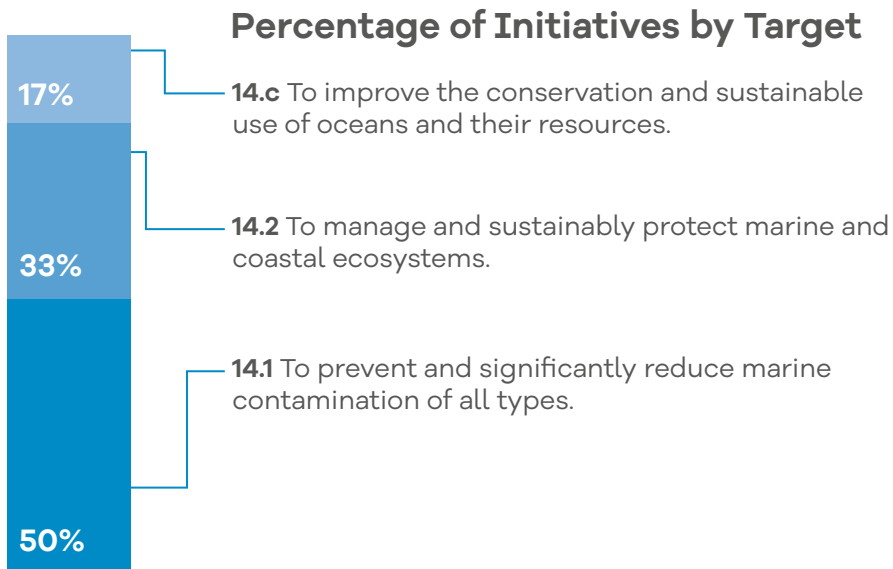 Percentage of Initiatives by Target
17%
14.c To improve the conservation and sustainable
use of oceans and their resources.
14.2 To manage and sustainably protect marine and
coastal ecosystems.
33%
14.1 To prevent and significantly reduce marine
contamination of all types.
50%